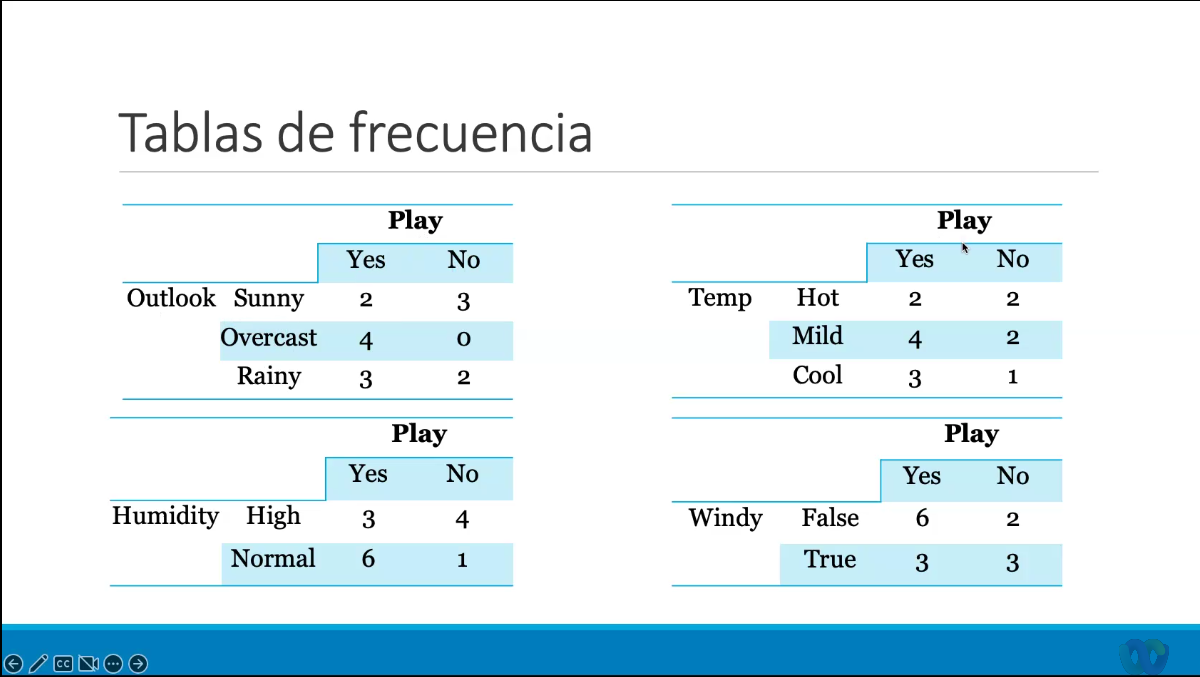 Tablas de frecuencia
Play
Yes No
Outlook Sunny 2 3
Overcast 4 0
Rainy 3 2
Play
Yes No
Temp Hot 2 2
Mild 4 2
Cool 3 1
Play
Yes No
Humidity High 3 4
Normal 6 1
Play
Yes No
Windy False 6 2
True 3 3
CC